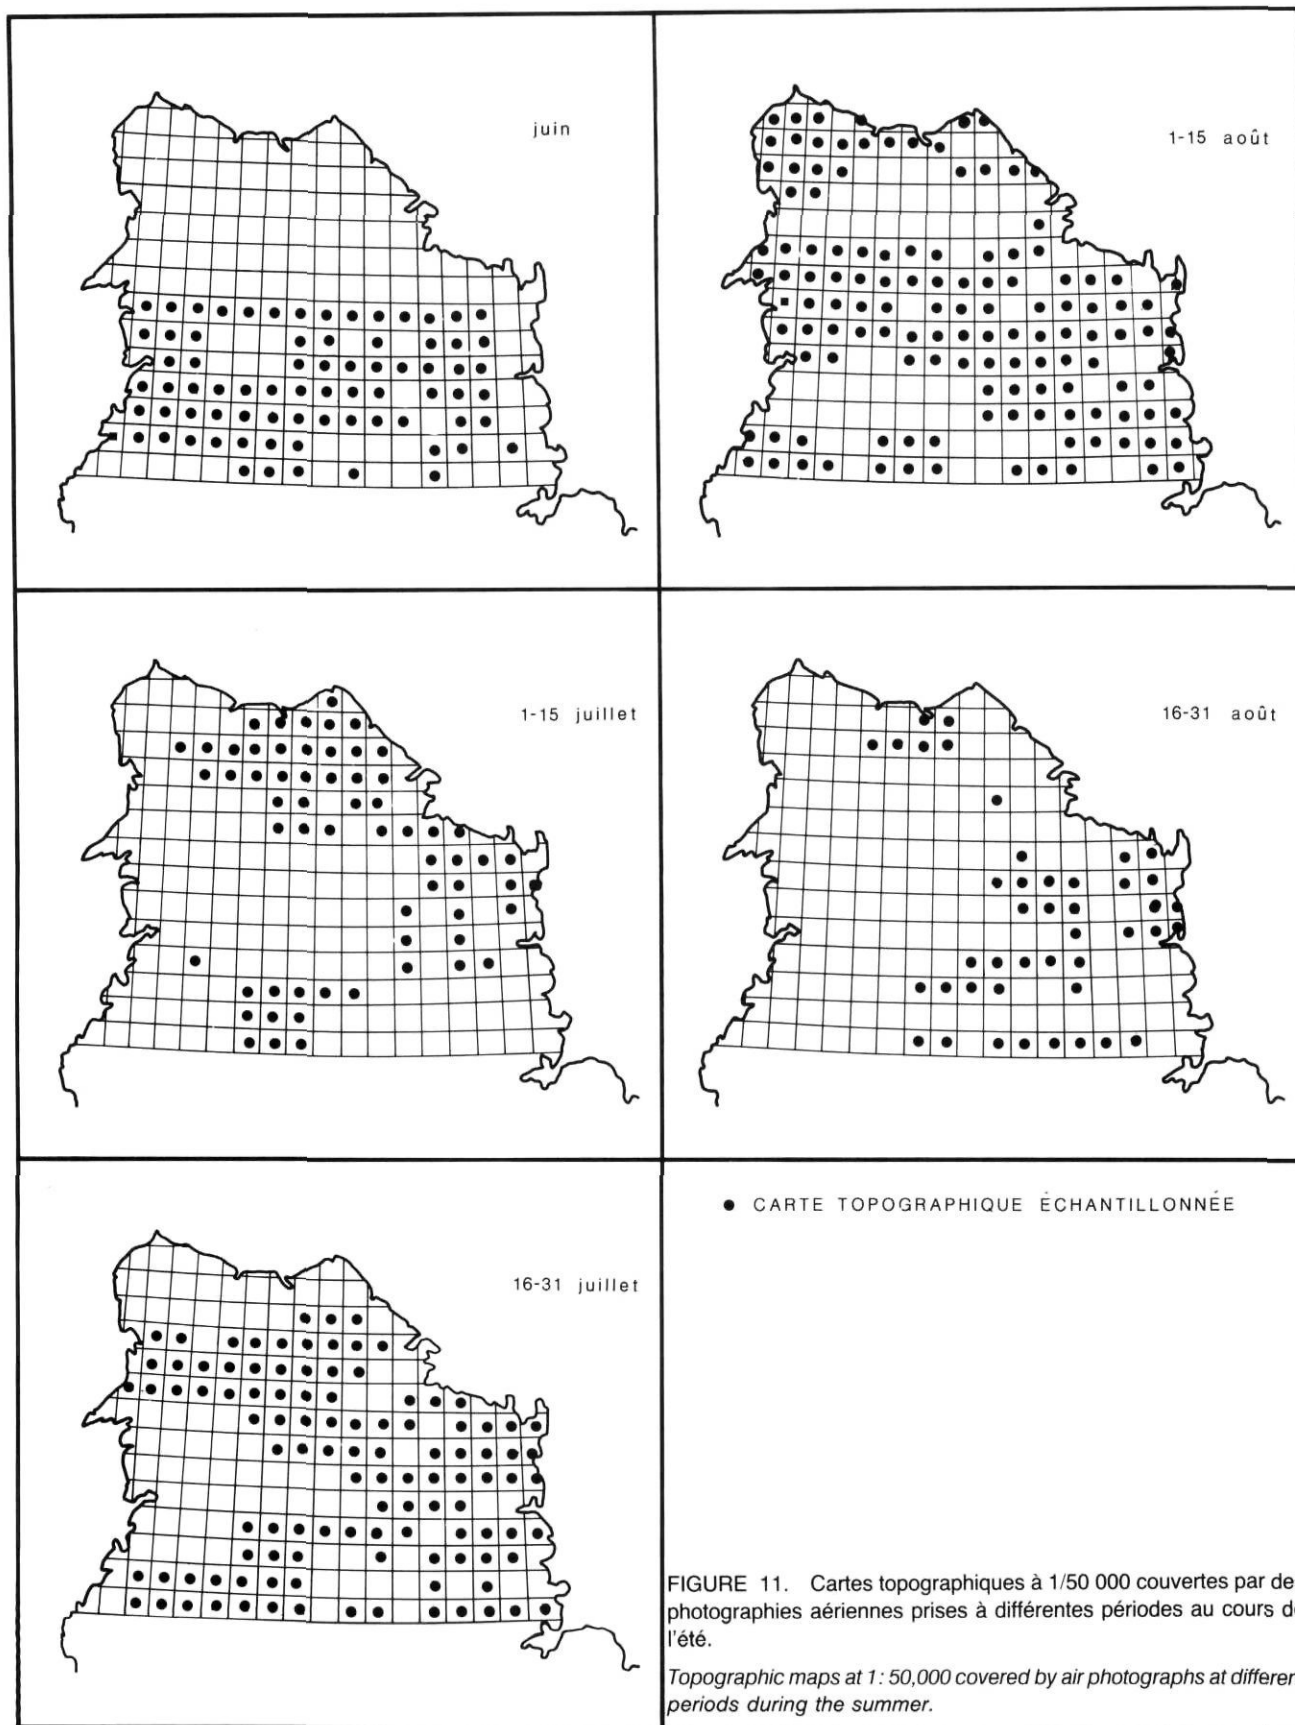 juin
1-15 août
1-15 juillet
16-31 août
16-31 juillet
CARTE TOPOGRAPHIQUE ÉCHANTILLONNÉE
FIGURE 11. Cartes topographiques à 1/50 000 couvertes par de
photographies aériennes prises à différentes périodes au cours d
l'été.
Topographic maps at 1: 50,000 covered by air photographs at differen
periods during the summer.